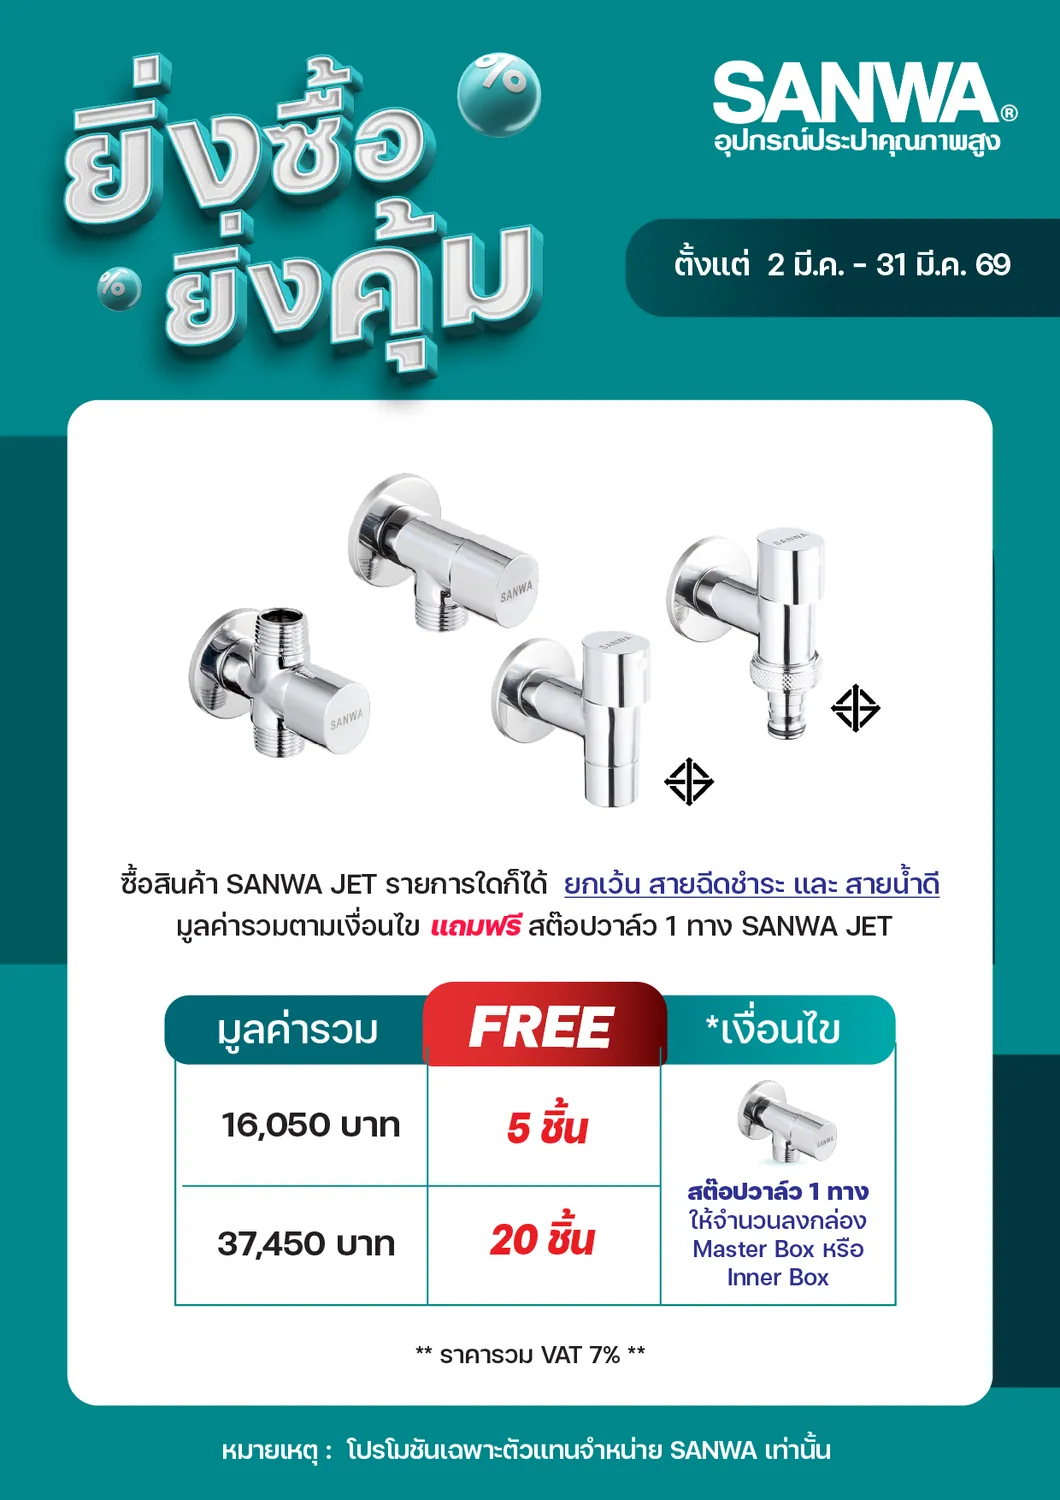 ยิ่งซื้อ
ยิ่งคุ้ม
%
%
SANWA®
อุปกรณ์ประปาคุณภาพสูง
ตั้งแต่ 2 มี.ค. - 31 มี.ค. 69
SANWA
SANWA
SANWA
SANWA
ซื้อสินค้า SANWA JET รายการใดก็ได้ ยกเว้น สายฉีดชำระ และ สายน้ำดี
มูลค่ารวมตามเงื่อนไข แถมฟรี สต๊อปวาล์ว 1 ทาง SANWA JET
มูลค่ารวม FREE *เงื่อนไข
16,050 บาท 5 ชิ้น
37,450 บาท 20 ชิ้น
SANWA
สต๊อปวาล์ว 1 ทาง
ให้จำนวนลงกล่อง
Master Box หรือ
Inner Box
** ราคารวม VAT 7% **
หมายเหตุ : โปรโมชันเฉพาะตัวแทนจำหน่าย SANWA เท่านั้น